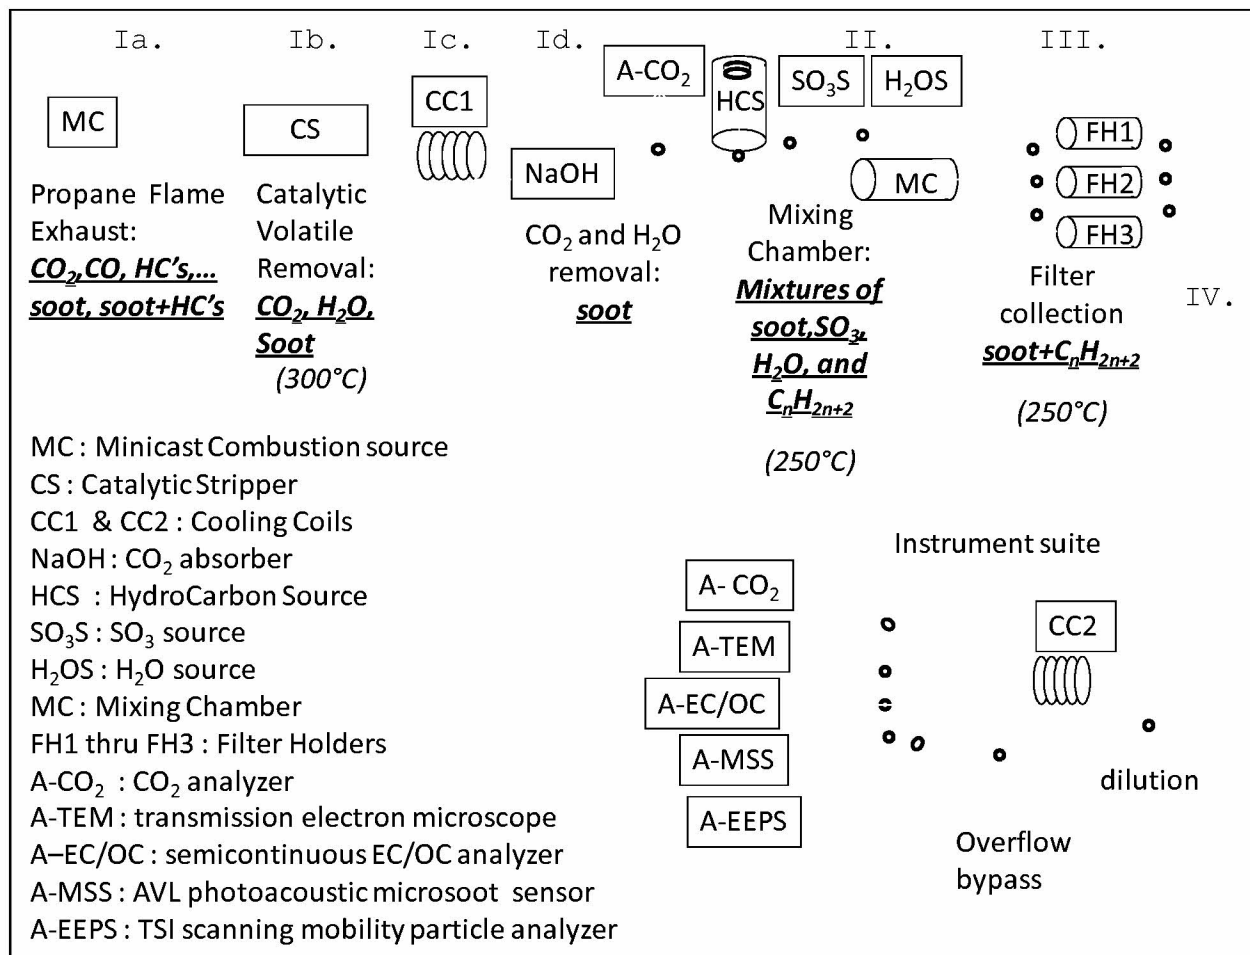 Ia.
Ib.
Ic.
Id.
II.
III.
A-CO₂
HCS
SO₃S
H₂OS
MC
CS
CC1
NaOH
MC
FH1
FH2
FH3
Propane Flame
Exhaust:
CO₂,CO, HC's,...
soot, soot+HC's
Catalytic
Volatile
Removal:
CO₂, H₂O,
Soot
(300°C)
CO₂ and H₂O
removal:
soot
Mixing
Chamber:
Mixtures of
soot,SO₃,
H₂O, and
CₙH₂ₙ₊₂
(250°C)
Filter
collection
soot+CₙH₂ₙ₊₂
(250°C)
IV.
MC : Minicast Combustion source
CS : Catalytic Stripper
CC1 & CC2 : Cooling Coils
NaOH : CO₂ absorber
HCS : HydroCarbon Source
SO₃S : SO₃ source
H₂OS : H₂O source
MC : Mixing Chamber
FH1 thru FH3 : Filter Holders
A-CO₂ : CO₂ analyzer
A-TEM : transmission electron microscope
A–EC/OC : semicontinuous EC/OC analyzer
A-MSS : AVL photoacoustic microsoot sensor
A-EEPS : TSI scanning mobility particle analyzer
Instrument suite
A- CO₂
A-TEM
A-EC/OC
A-MSS
A-EEPS
CC2
dilution
Overflow
bypass